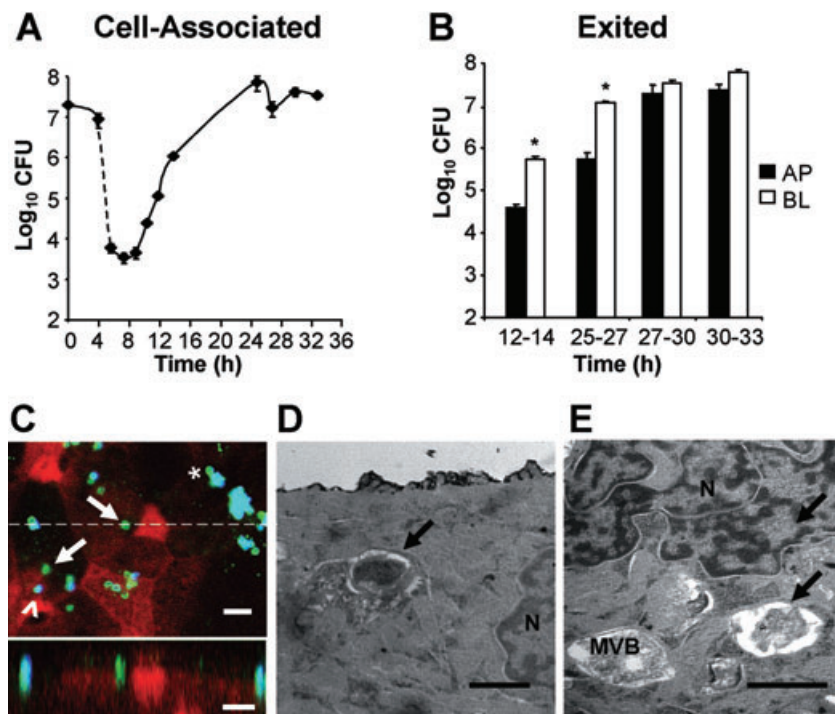 A Cell-Associated
Log10 CFU
8
7
6
5
4
3
2
0 4 8 12 16 20 24 28 32 36
Time (h)
B Exited
Log10 CFU
8
7
6
5
4
3
2
* *
AP
BL
12-14 25-27 27-30 30-33
Time (h)
C
*
D
N
E
N
MVB